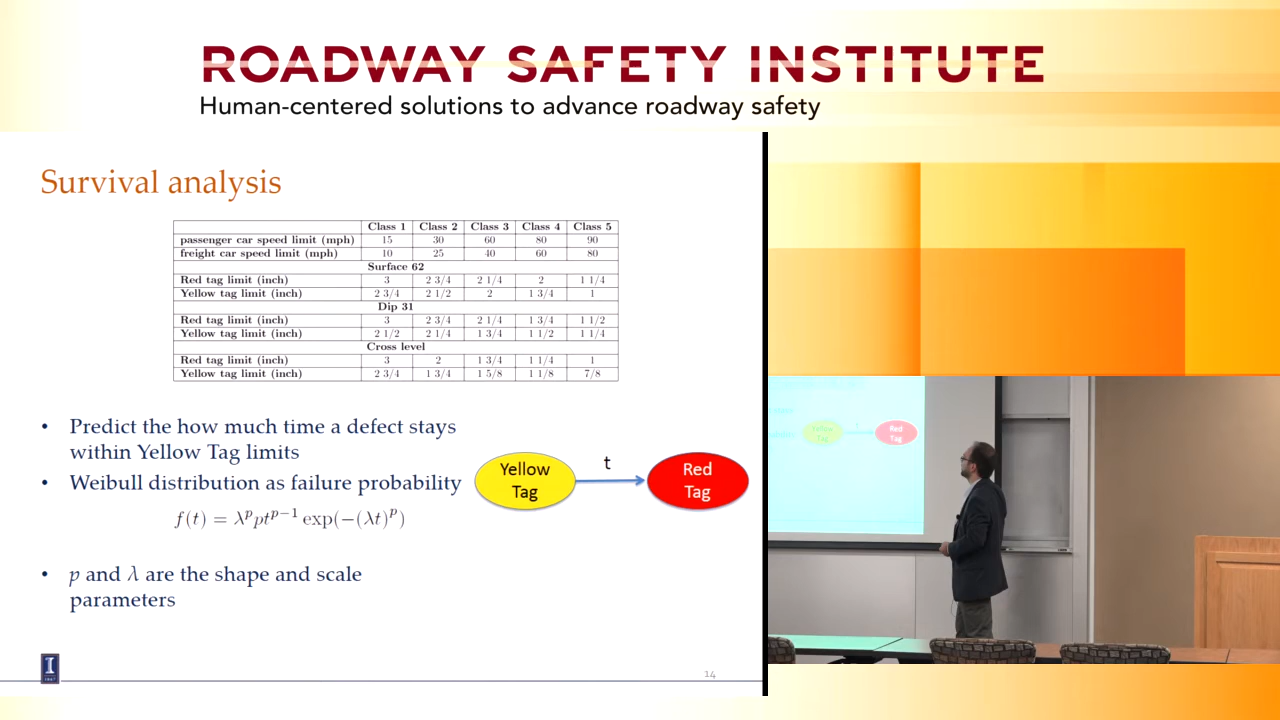 ROADWAY SAFETY INSTITUTE
Human-centered solutions to advance roadway safety
Survival analysis
Class 1 Class 2 Class 3 Class 4 Class 5
passenger car speed limit (mph) 15 30 60 80 90
freight car speed limit (mph) 10 25 40 60 80
Surface 62
Red tag limit (inch) 3 2 3/4 2 1/4 2 1 1/4
Yellow tag limit (inch) 2 3/4 2 1/2 2 1 3/4 1
Dip 31
Red tag limit (inch) 3 2 3/4 2 1/4 1 3/4 1 1/2
Yellow tag limit (inch) 2 1/2 2 1/4 1 3/4 1 1/2 1 1/4
Cross level
Red tag limit (inch) 3 2 1 3/4 1 1/4 1
Yellow tag limit (inch) 2 3/4 1 3/4 1 5/8 1 1/8 7/8
• Predict the how much time a defect stays
within Yellow Tag limits
• Weibull distribution as failure probability
f(t) = λ^p pt^{p−1} exp(−(λt)^p)
• p and λ are the shape and scale
parameters
Yellow
Tag
t
Red
Tag
I
14
Yellow
Tag
Red
Tag